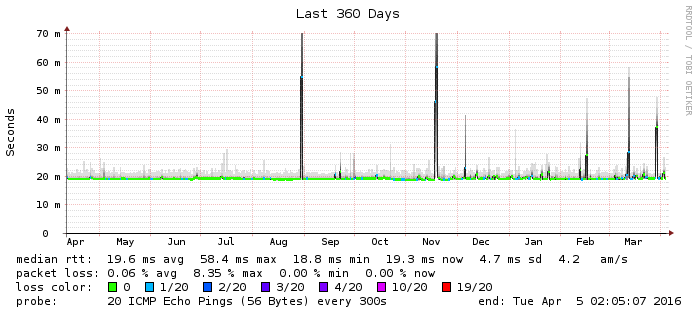 Last 360 Days
RRDTOOL / TOBI OETIKER
Seconds
70 m
60 m
50 m
40 m
30 m
20 m
10 m
0
Apr May Jun Jul Aug Sep Oct Nov Dec Jan Feb Mar
median rtt: 19.6 ms avg 58.4 ms max 18.8 ms min 19.3 ms now 4.7 ms sd 4.2 am/s
packet loss: 0.06 % avg 8.35 % max 0.00 % min 0.00 % now
loss color: 0 1/20 2/20 3/20 4/20 10/20 19/20
probe: 20 ICMP Echo Pings (56 Bytes) every 300s end: Tue Apr 5 02:05:07 2016